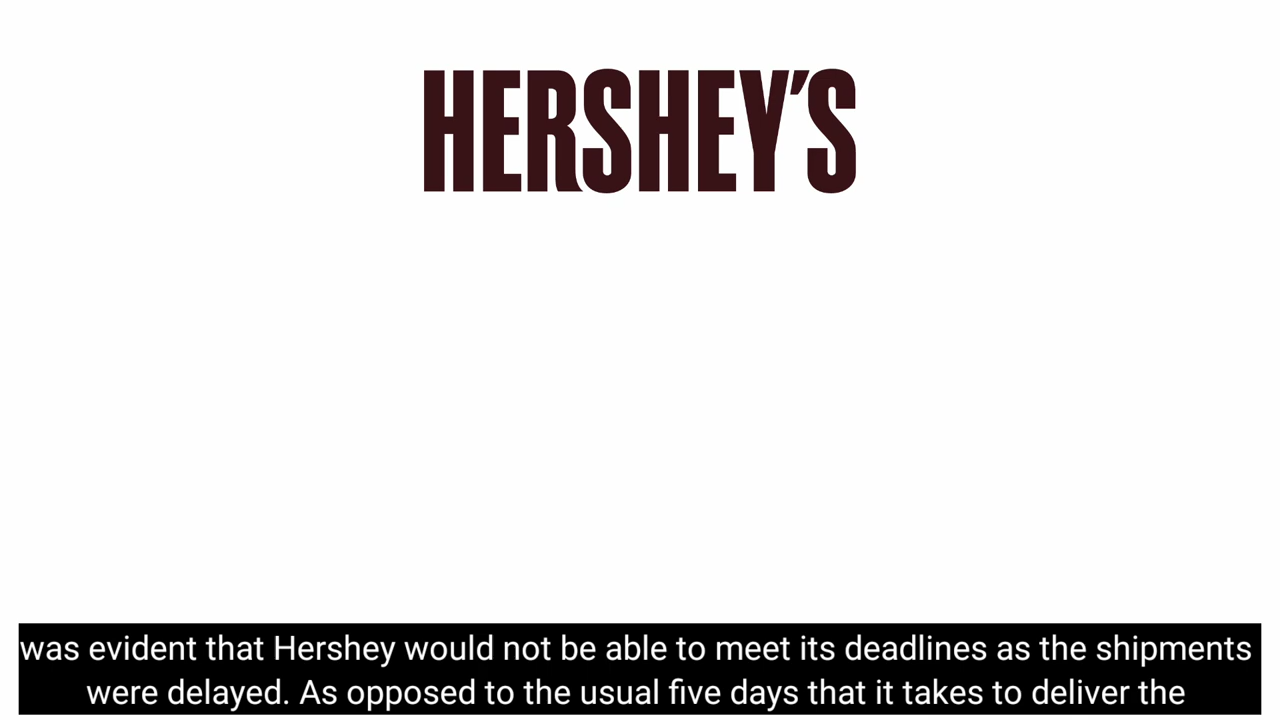 HERSHEY'S
was evident that Hershey would not be able to meet its deadlines as the shipments
were delayed. As opposed to the usual five days that it takes to deliver the